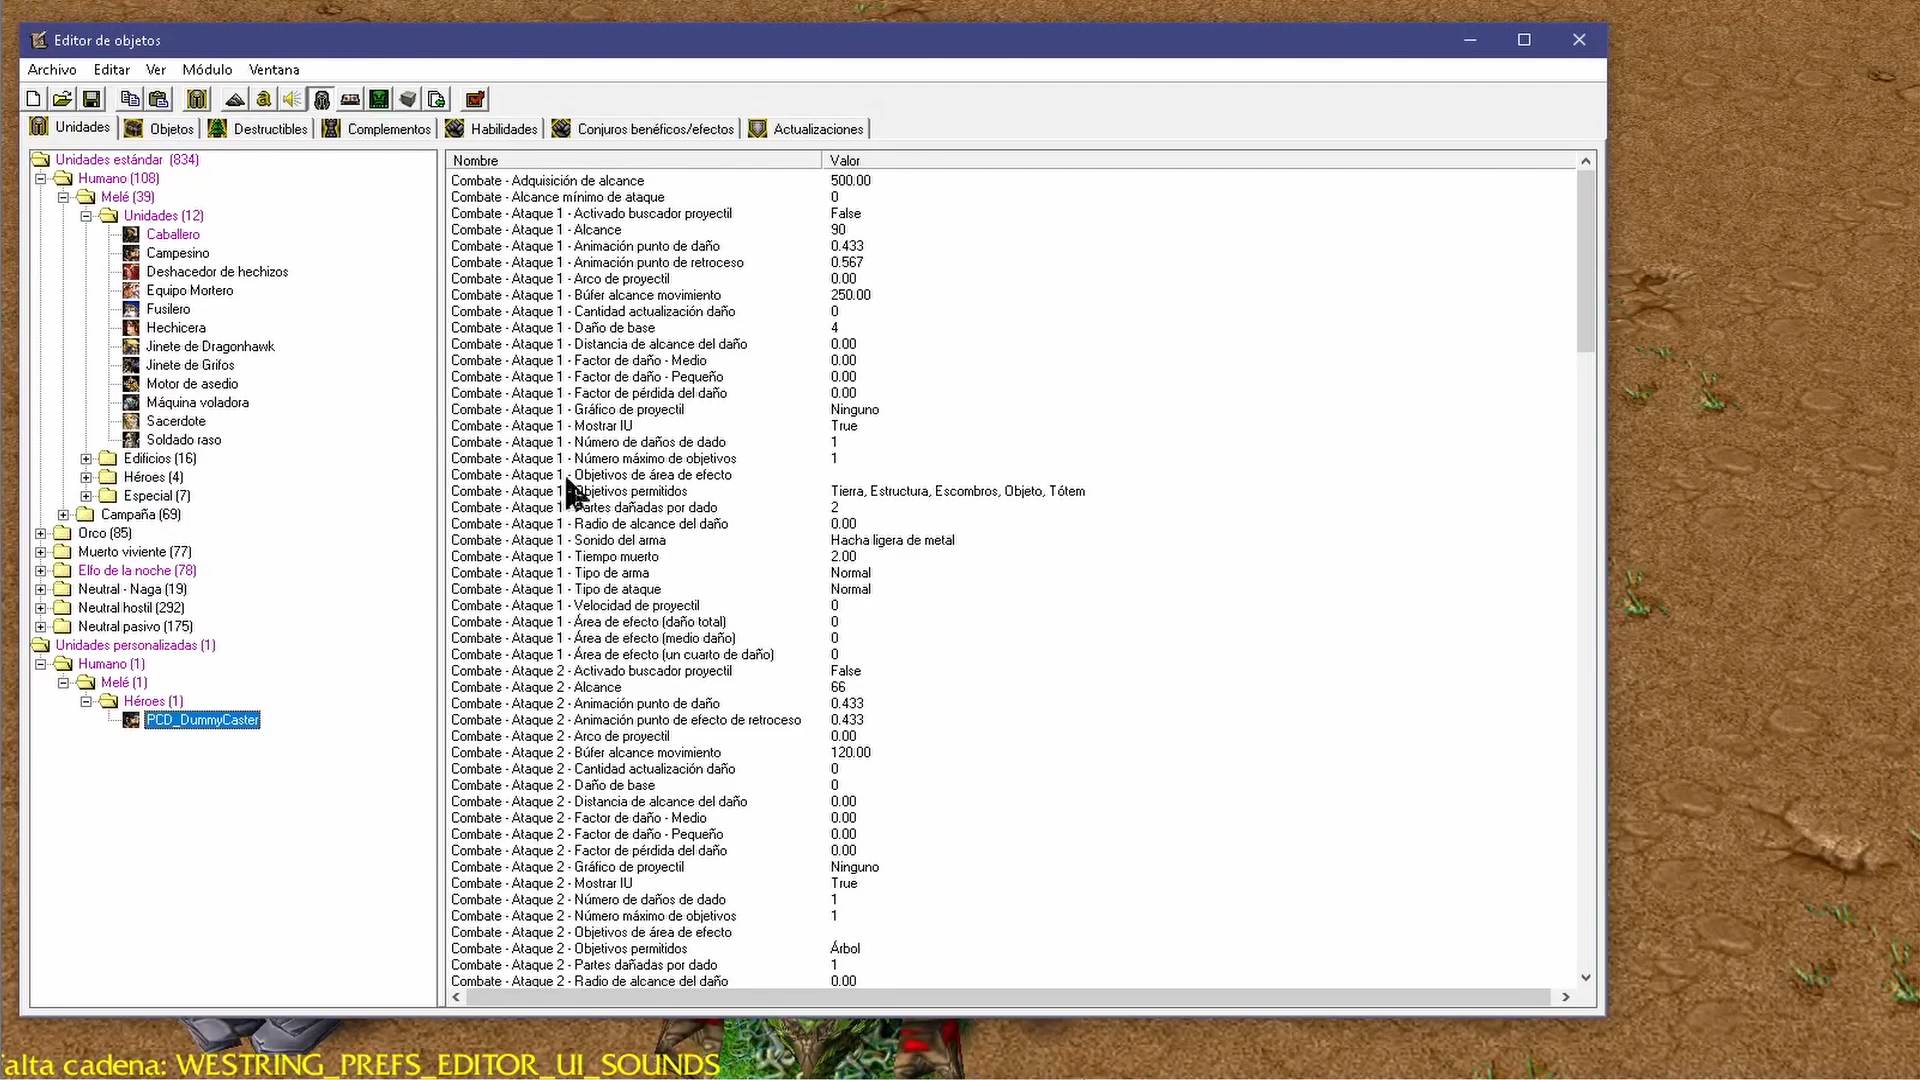 Editor de objetos
Archivo Editar Ver Módulo Ventana
Unidades Objetos Destructibles Complementos Habilidades Conjuros benéficos/efectos Actualizaciones
Unidades estándar (834)
Humano (108)
Melé (39)
Unidades (12)
Caballero
Campesino
Deshacedor de hechizos
Equipo Mortero
Fusilero
Hechicera
Jinete de Dragonhawk
Jinete de Grifos
Motor de asedio
Máquina voladora
Sacerdote
Soldado raso
Edificios (16)
Héroes (4)
Especial (7)
Campaña (69)
Orco (85)
Muerto viviente (77)
Elfo de la noche (78)
Neutral - Naga (19)
Neutral hostil (292)
Neutral pasivo (175)
Unidades personalizadas (1)
Humano (1)
Melé (1)
Héroes (1)
PCD_DummyCaster
Nombre Valor
Combate - Adquisición de alcance 500.00
Combate - Alcance mínimo de ataque 0
Combate - Ataque 1 - Activado buscador proyectil False
Combate - Ataque 1 - Alcance 90
Combate - Ataque 1 - Animación punto de daño 0.433
Combate - Ataque 1 - Animación punto de retroceso 0.567
Combate - Ataque 1 - Arco de proyectil 0.00
Combate - Ataque 1 - Búfer alcance movimiento 250.00
Combate - Ataque 1 - Cantidad actualización daño 0
Combate - Ataque 1 - Daño de base 4
Combate - Ataque 1 - Distancia de alcance del daño 0.00
Combate - Ataque 1 - Factor de daño - Medio 0.00
Combate - Ataque 1 - Factor de daño - Pequeño 0.00
Combate - Ataque 1 - Factor de pérdida del daño 0.00
Combate - Ataque 1 - Gráfico de proyectil Ninguno
Combate - Ataque 1 - Mostrar IU True
Combate - Ataque 1 - Número de daños de dado 1
Combate - Ataque 1 - Número máximo de objetivos 1
Combate - Ataque 1 - Objetivos de área de efecto
Combate - Ataque 1 - Objetivos permitidos Tierra, Estructura, Escombros, Objeto, Tótem
Combate - Ataque 1 - Partes dañadas por dado 2
Combate - Ataque 1 - Radio de alcance del daño 0.00
Combate - Ataque 1 - Sonido del arma Hacha ligera de metal
Combate - Ataque 1 - Tiempo muerto 2.00
Combate - Ataque 1 - Tipo de arma Normal
Combate - Ataque 1 - Tipo de ataque Normal
Combate - Ataque 1 - Velocidad de proyectil 0
Combate - Ataque 1 - Área de efecto (daño total) 0
Combate - Ataque 1 - Área de efecto (medio daño) 0
Combate - Ataque 1 - Área de efecto (un cuarto de daño) 0
Combate - Ataque 2 - Activado buscador proyectil False
Combate - Ataque 2 - Alcance 66
Combate - Ataque 2 - Animación punto de daño 0.433
Combate - Ataque 2 - Animación punto de efecto de retroceso 0.433
Combate - Ataque 2 - Arco de proyectil 0.00
Combate - Ataque 2 - Búfer alcance movimiento 120.00
Combate - Ataque 2 - Cantidad actualización daño 0
Combate - Ataque 2 - Daño de base 0
Combate - Ataque 2 - Distancia de alcance del daño 0.00
Combate - Ataque 2 - Factor de daño - Medio 0.00
Combate - Ataque 2 - Factor de daño - Pequeño 0.00
Combate - Ataque 2 - Factor de pérdida del daño 0.00
Combate - Ataque 2 - Gráfico de proyectil Ninguno
Combate - Ataque 2 - Mostrar IU True
Combate - Ataque 2 - Número de daños de dado 1
Combate - Ataque 2 - Número máximo de objetivos 1
Combate - Ataque 2 - Objetivos de área de efecto
Combate - Ataque 2 - Objetivos permitidos Árbol
Combate - Ataque 2 - Partes dañadas por dado 1
Combate - Ataque 2 - Radio de alcance del daño 0.00
alta cadena: WESTRING_PREFS_EDITOR_UI_SOUNDS